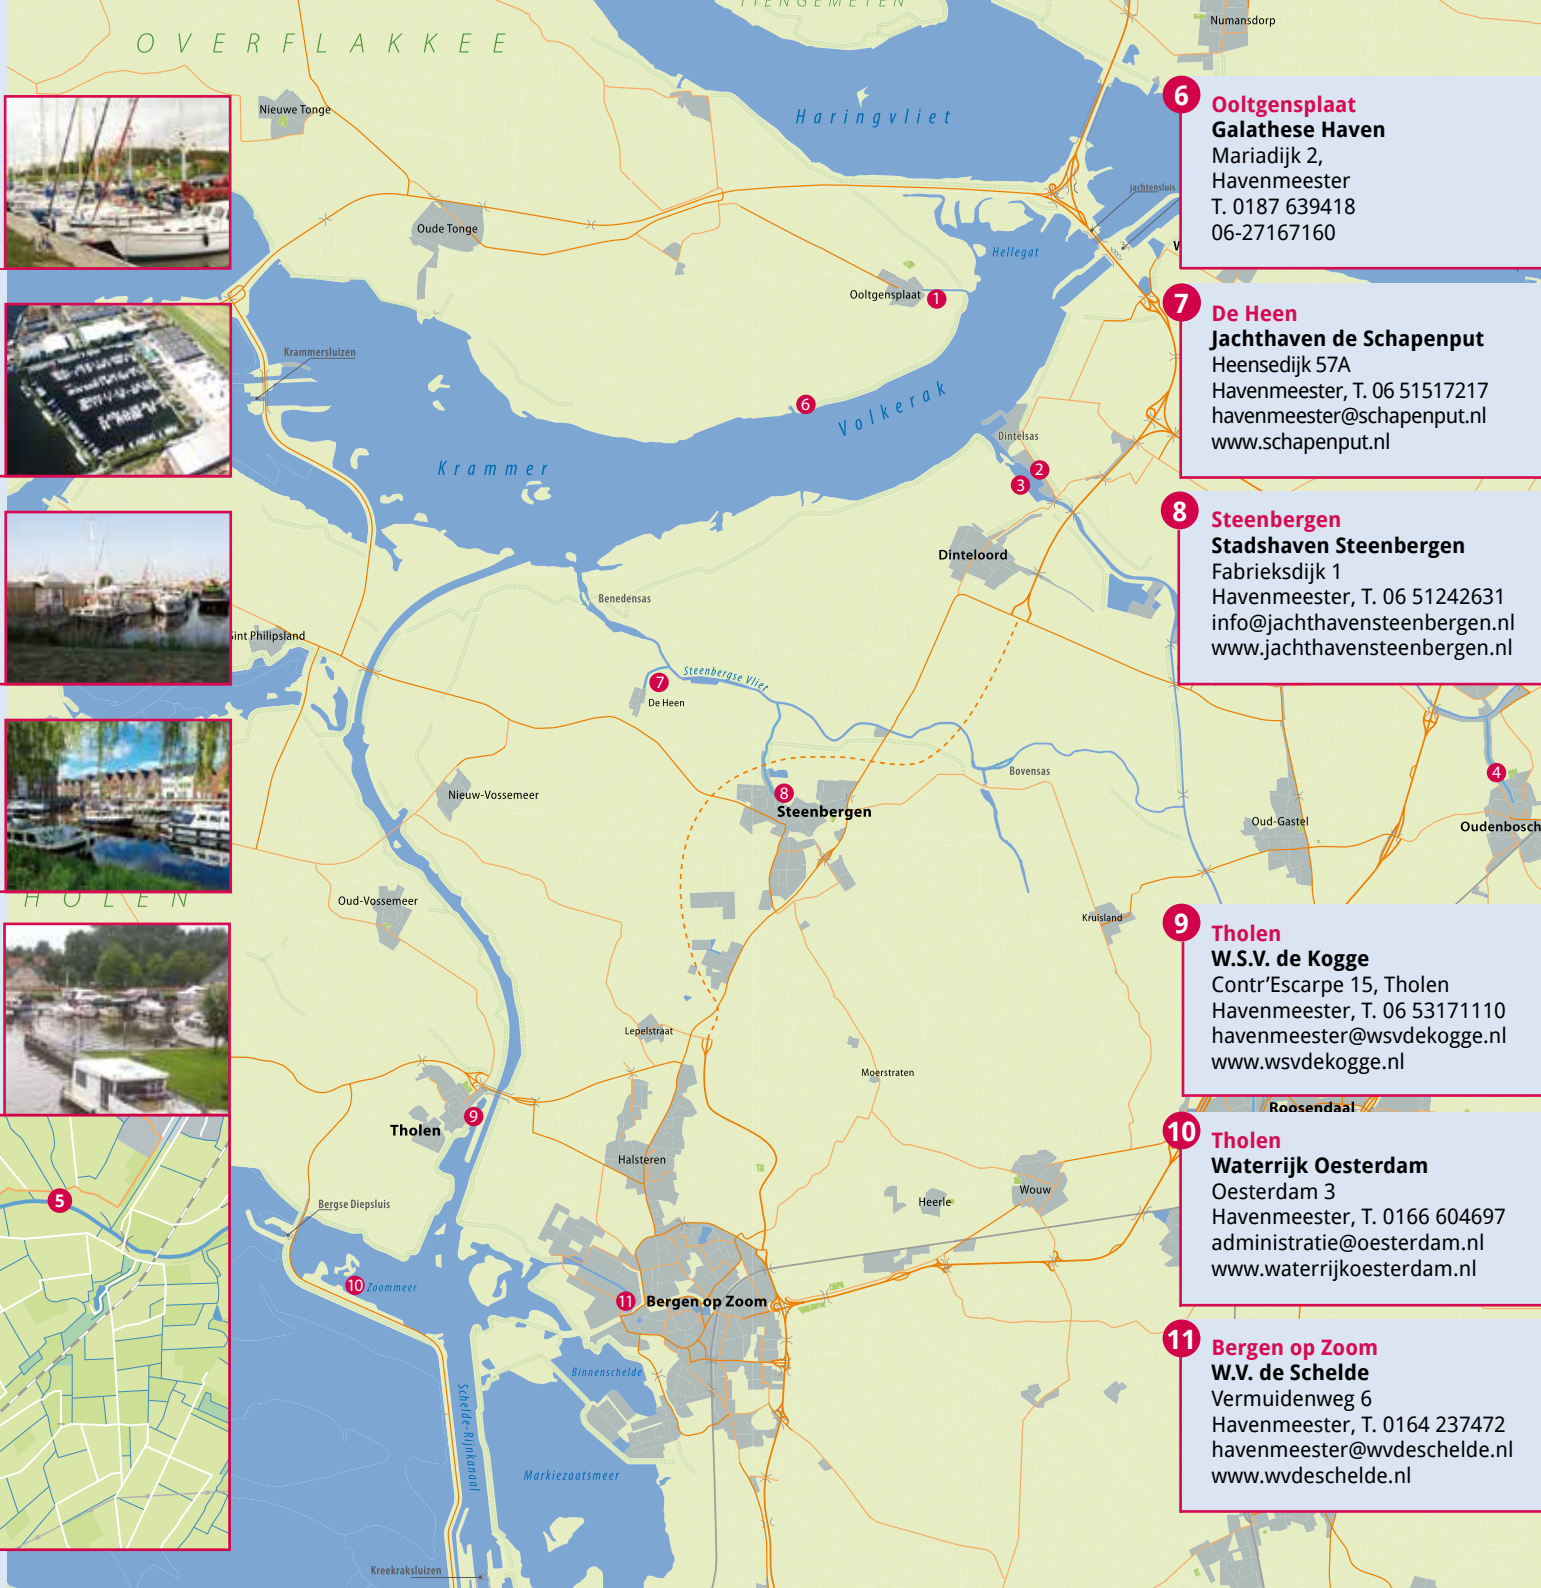 TIENGEMETEN
Numansdorp
OVERFLAKKEE
Nieuwe Tonge
Haringvliet
jachtensluis
Oude Tonge
Hellegat
W
Ooltgensplaat
1
Krammersluizen
6
Volkerak
Dintelsas
2
3
Krammer
Dinteloord
Benedensas
Sint Philipsland
Steenbergse Vliet
7
De Heen
Bovensas
4
Nieuw-Vossemeer
8
Steenbergen
Oud-Gastel
Oudenbosch
HOLEN
Oud-Vossemeer
Kruisland
Lepelstraat
Moerstraten
9
Tholen
Roosendaal
Halsteren
Heerle
Wouw
5
Bergse Diepsluis
10
Zoommeer
11
Bergen op Zoom
Binnenschelde
Schelde-Rijnkanaal
Markiezaatsmeer
Kreekraksluizen
6
Ooltgensplaat
Galathese Haven
Mariadijk 2,
Havenmeester
T. 0187 639418
06-27167160
7
De Heen
Jachthaven de Schapenput
Heensedijk 57A
Havenmeester, T. 06 51517217
havenmeester@schapenput.nl
www.schapenput.nl
8
Steenbergen
Stadshaven Steenbergen
Fabrieksdijk 1
Havenmeester, T. 06 51242631
info@jachthavensteenbergen.nl
www.jachthavensteenbergen.nl
9
Tholen
W.S.V. de Kogge
Contr’Escarpe 15, Tholen
Havenmeester, T. 06 53171110
havenmeester@wsvdekogge.nl
www.wsvdekogge.nl
10
Tholen
Waterrijk Oesterdam
Oesterdam 3
Havenmeester, T. 0166 604697
administratie@oesterdam.nl
www.waterrijkoesterdam.nl
11
Bergen op Zoom
W.V. de Schelde
Vermuidenweg 6
Havenmeester, T. 0164 237472
havenmeester@wvdeschelde.nl
www.wvdeschelde.nl